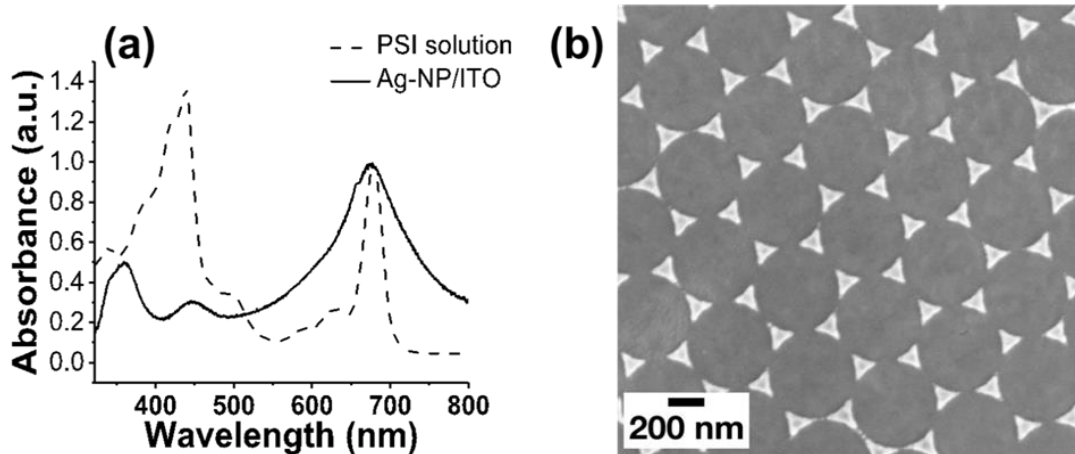 (a)
PSI solution
Ag-NP/ITO
Absorbance (a.u.)
1.4
1.2
1.0
0.8
0.6
0.4
0.2
0.0
400 500 600 700 800
Wavelength (nm)
(b)
200 nm